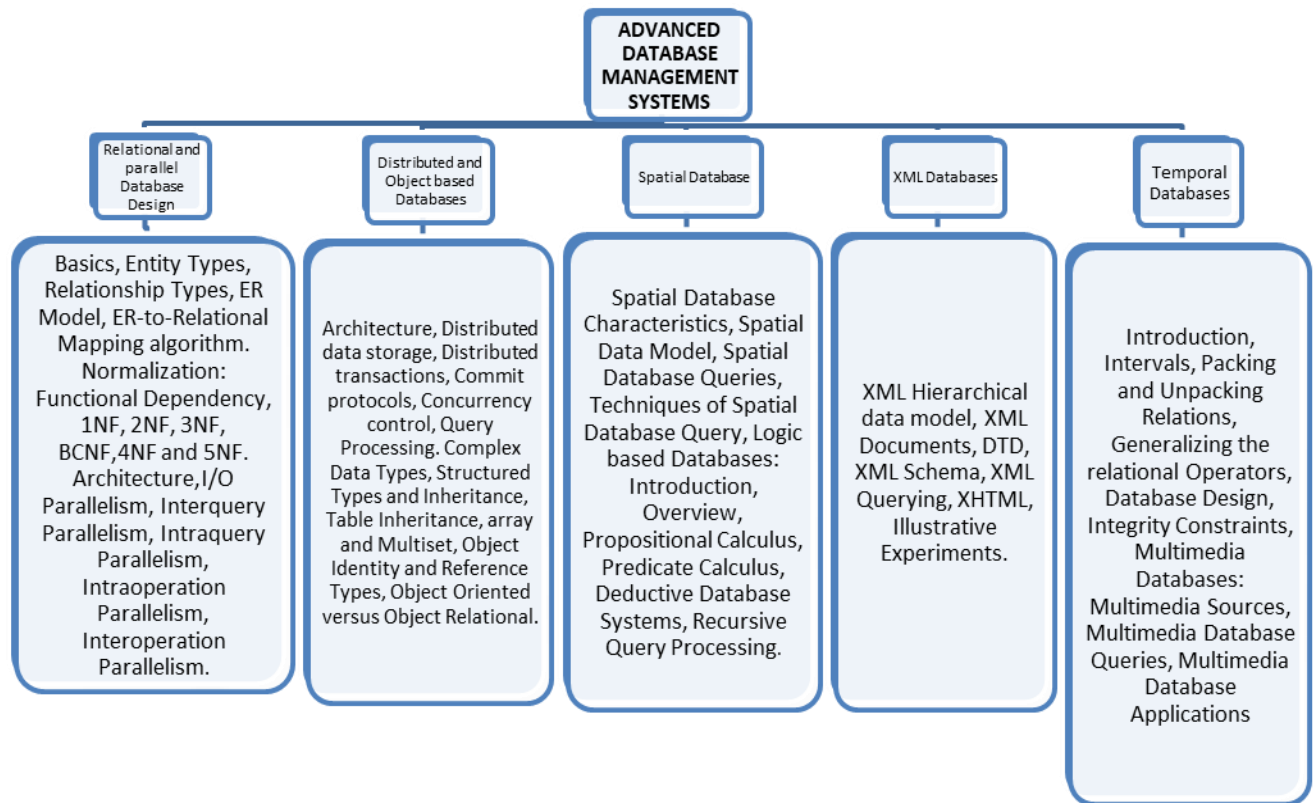 ADVANCED
DATABASE
MANAGEMENT
SYSTEMS
Relational and
parallel
Database
Design
Basics, Entity Types,
Relationship Types, ER
Model, ER-to-Relational
Mapping algorithm.
Normalization:
Functional Dependency,
1NF, 2NF, 3NF,
BCNF,4NF and 5NF.
Architecture,I/O
Parallelism, Interquery
Parallelism, Intraquery
Parallelism,
Intraoperation
Parallelism,
Interoperation
Parallelism.
Distributed and
Object based
Databases
Architecture, Distributed
data storage, Distributed
transactions, Commit
protocols, Concurrency
control, Query
Processing. Complex
Data Types, Structured
Types and Inheritance,
Table Inheritance, array
and Multiset, Object
Identity and Reference
Types, Object Oriented
versus Object Relational.
Spatial Database
Spatial Database
Characteristics, Spatial
Data Model, Spatial
Database Queries,
Techniques of Spatial
Database Query, Logic
based Databases:
Introduction,
Overview,
Propositional Calculus,
Predicate Calculus,
Deductive Database
Systems, Recursive
Query Processing.
XML Databases
XML Hierarchical
data model, XML
Documents, DTD,
XML Schema, XML
Querying, XHTML,
Illustrative
Experiments.
Temporal
Databases
Introduction,
Intervals, Packing
and Unpacking
Relations,
Generalizing the
relational Operators,
Database Design,
Integrity Constraints,
Multimedia
Databases:
Multimedia Sources,
Multimedia Database
Queries, Multimedia
Database
Applications